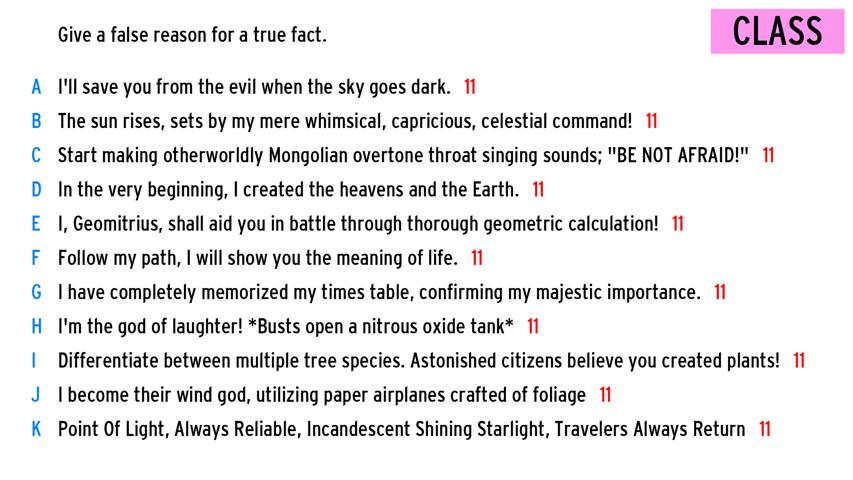 Give a false reason for a true fact.
CLASS
A I'll save you from the evil when the sky goes dark. 11
B The sun rises, sets by my mere whimsical, capricious, celestial command! 11
C Start making otherworldly Mongolian overtone throat singing sounds; "BE NOT AFRAID!" 11
D In the very beginning, I created the heavens and the Earth. 11
E I, Geomitrius, shall aid you in battle through thorough geometric calculation! 11
F Follow my path, I will show you the meaning of life. 11
G I have completely memorized my times table, confirming my majestic importance. 11
H I'm the god of laughter! *Busts open a nitrous oxide tank* 11
I Differentiate between multiple tree species. Astonished citizens believe you created plants! 11
J I become their wind god, utilizing paper airplanes crafted of foliage 11
K Point Of Light, Always Reliable, Incandescent Shining Starlight, Travelers Always Return 11